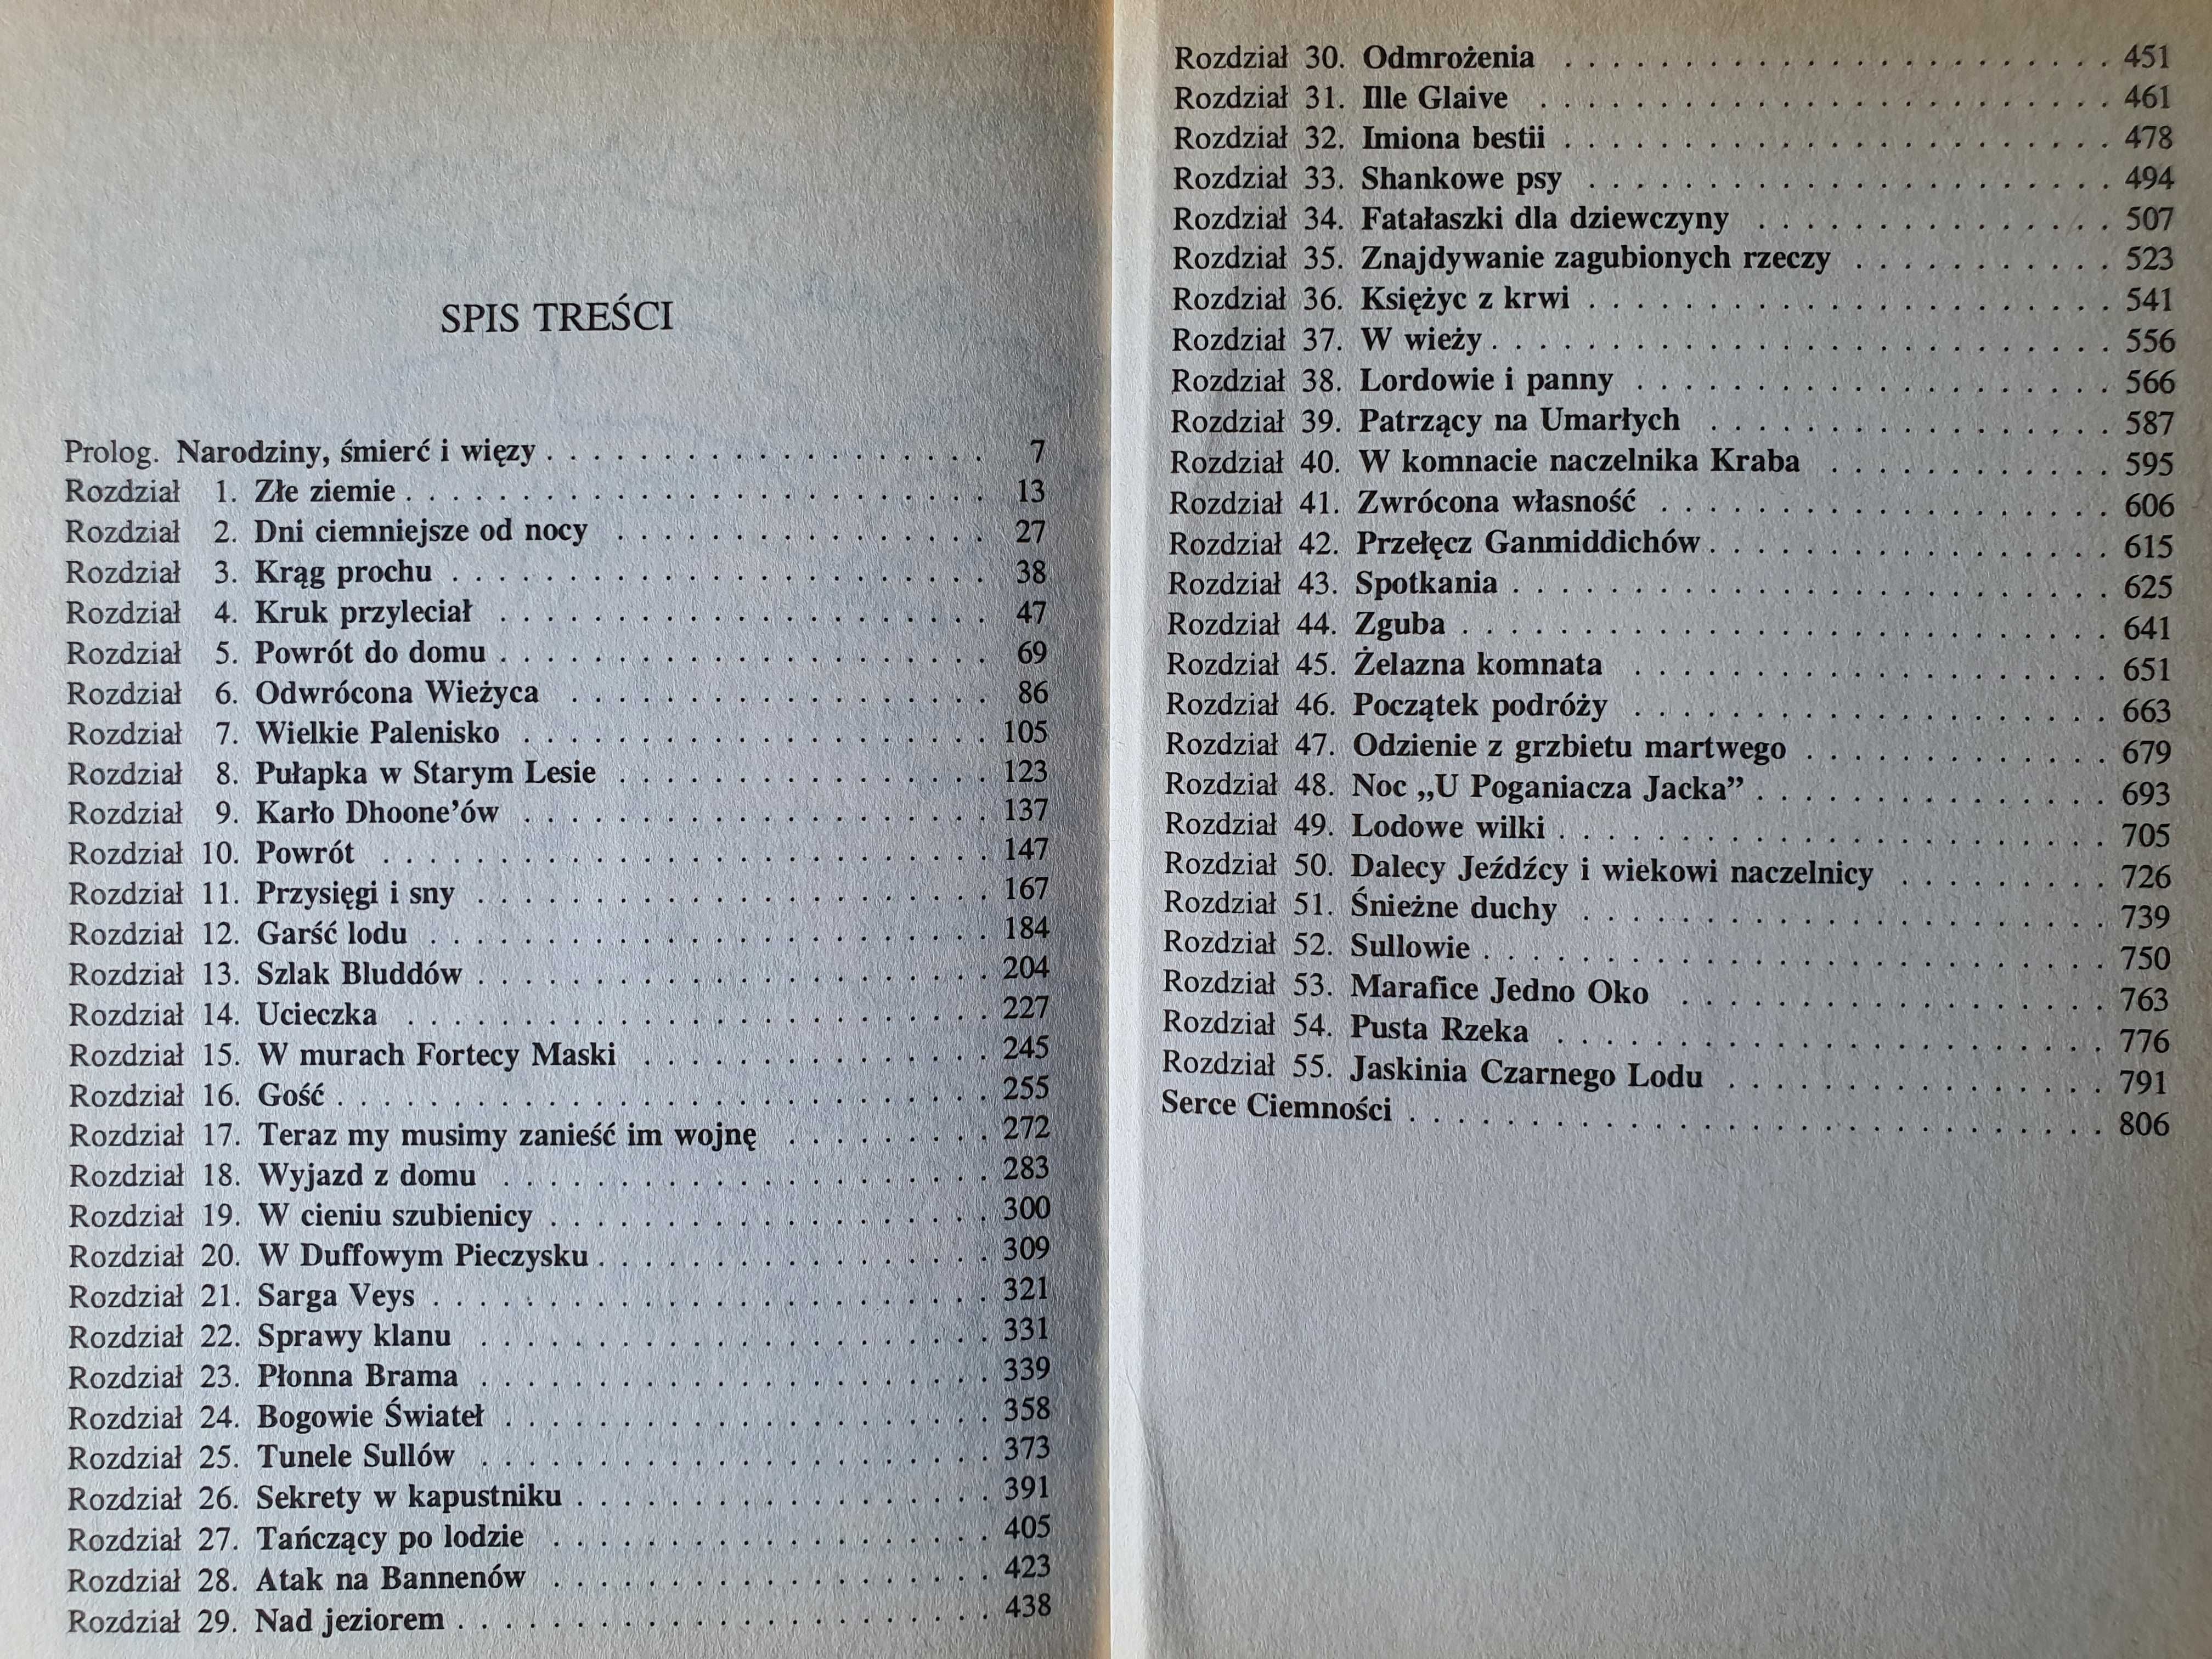 SPIS TREŚCI
Prolog. Narodziny, śmierć i więzy . . . . . . . . . . . . . . . . . . . 7
Rozdział 1. Złe ziemie . . . . . . . . . . . . . . . . . . . . . . . . . 13
Rozdział 2. Dni ciemniejsze od nocy . . . . . . . . . . . . . . . . 27
Rozdział 3. Krąg prochu . . . . . . . . . . . . . . . . . . . . . . . 38
Rozdział 4. Kruk przyleciał . . . . . . . . . . . . . . . . . . . . . 47
Rozdział 5. Powrót do domu . . . . . . . . . . . . . . . . . . . . . 69
Rozdział 6. Odwrócona Wieżyca . . . . . . . . . . . . . . . . . . 86
Rozdział 7. Wielkie Palenisko . . . . . . . . . . . . . . . . . . . . 105
Rozdział 8. Pułapka w Starym Lesie . . . . . . . . . . . . . . . . 123
Rozdział 9. Karło Dhoone’ów . . . . . . . . . . . . . . . . . . . . 137
Rozdział 10. Powrót . . . . . . . . . . . . . . . . . . . . . . . . . . 147
Rozdział 11. Przysięgi i sny . . . . . . . . . . . . . . . . . . . . . . 167
Rozdział 12. Garść lodu . . . . . . . . . . . . . . . . . . . . . . . . 184
Rozdział 13. Szlak Bluddów . . . . . . . . . . . . . . . . . . . . . . 204
Rozdział 14. Ucieczka . . . . . . . . . . . . . . . . . . . . . . . . . 227
Rozdział 15. W murach Fortecy Maski . . . . . . . . . . . . . . . 245
Rozdział 16. Gość . . . . . . . . . . . . . . . . . . . . . . . . . . . . 255
Rozdział 17. Teraz my musimy zanieść im wojnę . . . . . . . . . 272
Rozdział 18. Wyjazd z domu . . . . . . . . . . . . . . . . . . . . . 283
Rozdział 19. W cieniu szubienicy . . . . . . . . . . . . . . . . . . . 300
Rozdział 20. W Duffowym Pieczysku . . . . . . . . . . . . . . . . . 309
Rozdział 21. Sarga Veys . . . . . . . . . . . . . . . . . . . . . . . . 321
Rozdział 22. Sprawy klanu . . . . . . . . . . . . . . . . . . . . . . 331
Rozdział 23. Płonna Brama . . . . . . . . . . . . . . . . . . . . . . 339
Rozdział 24. Bogowie Świateł . . . . . . . . . . . . . . . . . . . . . 358
Rozdział 25. Tunele Sullów . . . . . . . . . . . . . . . . . . . . . . 373
Rozdział 26. Sekrety w kapustniku . . . . . . . . . . . . . . . . . . 391
Rozdział 27. Tańczący po lodzie . . . . . . . . . . . . . . . . . . . 405
Rozdział 28. Atak na Bannenów . . . . . . . . . . . . . . . . . . . 423
Rozdział 29. Nad jeziorem . . . . . . . . . . . . . . . . . . . . . . . 438
Rozdział 30. Odmrożenia . . . . . . . . . . . . . . . . . . . . . . . 451
Rozdział 31. Ille Glaive . . . . . . . . . . . . . . . . . . . . . . . . 461
Rozdział 32. Imiona bestii . . . . . . . . . . . . . . . . . . . . . . . 478
Rozdział 33. Shankowe psy . . . . . . . . . . . . . . . . . . . . . . 494
Rozdział 34. Fatałaszki dla dziewczyny . . . . . . . . . . . . . . . 507
Rozdział 35. Znajdywanie zagubionych rzeczy . . . . . . . . . . . 523
Rozdział 36. Księżyc z krwi . . . . . . . . . . . . . . . . . . . . . . 541
Rozdział 37. W wieży . . . . . . . . . . . . . . . . . . . . . . . . . . 556
Rozdział 38. Lordowie i panny . . . . . . . . . . . . . . . . . . . . 566
Rozdział 39. Patrzący na Umarłych . . . . . . . . . . . . . . . . . 587
Rozdział 40. W komnacie naczelnika Kraba . . . . . . . . . . . . 595
Rozdział 41. Zwrócona własność . . . . . . . . . . . . . . . . . . . 606
Rozdział 42. Przełęcz Ganmiddichów . . . . . . . . . . . . . . . . . 615
Rozdział 43. Spotkania . . . . . . . . . . . . . . . . . . . . . . . . . 625
Rozdział 44. Zguba . . . . . . . . . . . . . . . . . . . . . . . . . . . 641
Rozdział 45. Żelazna komnata . . . . . . . . . . . . . . . . . . . . 651
Rozdział 46. Początek podróży . . . . . . . . . . . . . . . . . . . . 663
Rozdział 47. Odzienie z grzbietu martwego . . . . . . . . . . . . . 679
Rozdział 48. Noc „U Poganiacza Jacka” . . . . . . . . . . . . . . . 693
Rozdział 49. Lodowe wilki . . . . . . . . . . . . . . . . . . . . . . . 705
Rozdział 50. Dalecy Jeźdźcy i wiekowi naczelnicy . . . . . . . . . 726
Rozdział 51. Śnieżne duchy . . . . . . . . . . . . . . . . . . . . . . 739
Rozdział 52. Sullowie . . . . . . . . . . . . . . . . . . . . . . . . . . 750
Rozdział 53. Marafice Jedno Oko . . . . . . . . . . . . . . . . . . 763
Rozdział 54. Pusta Rzeka . . . . . . . . . . . . . . . . . . . . . . . 776
Rozdział 55. Jaskinia Czarnego Lodu . . . . . . . . . . . . . . . . 791
Serce Ciemności . . . . . . . . . . . . . . . . . . . . . . . . . . . . . 806